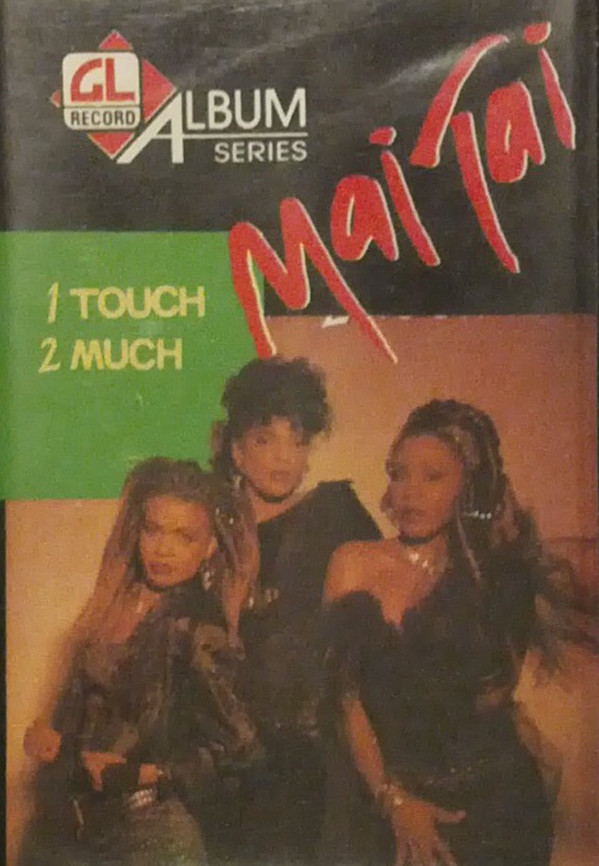 GL
RECORD
ALBUM
SERIES
Mai Tai
1 TOUCH
2 MUCH